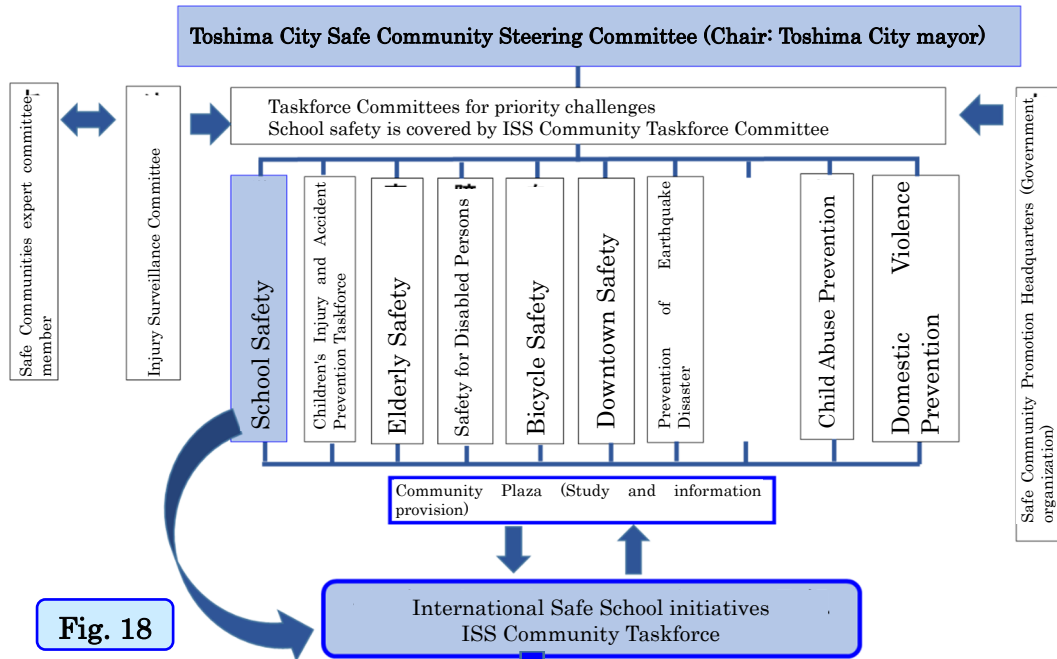 Toshima City Safe Community Steering Committee (Chair: Toshima City mayor)
Taskforce Committees for priority challenges
School safety is covered by ISS Community Taskforce Committee
Safe Communities expert committee
member
Injury Surveillance Committee
School Safety
Children's Injury and Accident
Prevention Taskforce
Elderly Safety
Safety for Disabled Persons
Bicycle Safety
Downtown Safety
Prevention of Earthquake
Disaster
Child Abuse Prevention
Domestic Violence
Prevention
Safe Community Promotion Headquarters (Government
organization)
Community Plaza (Study and information
provision)
International Safe School initiatives
ISS Community Taskforce
Fig. 18